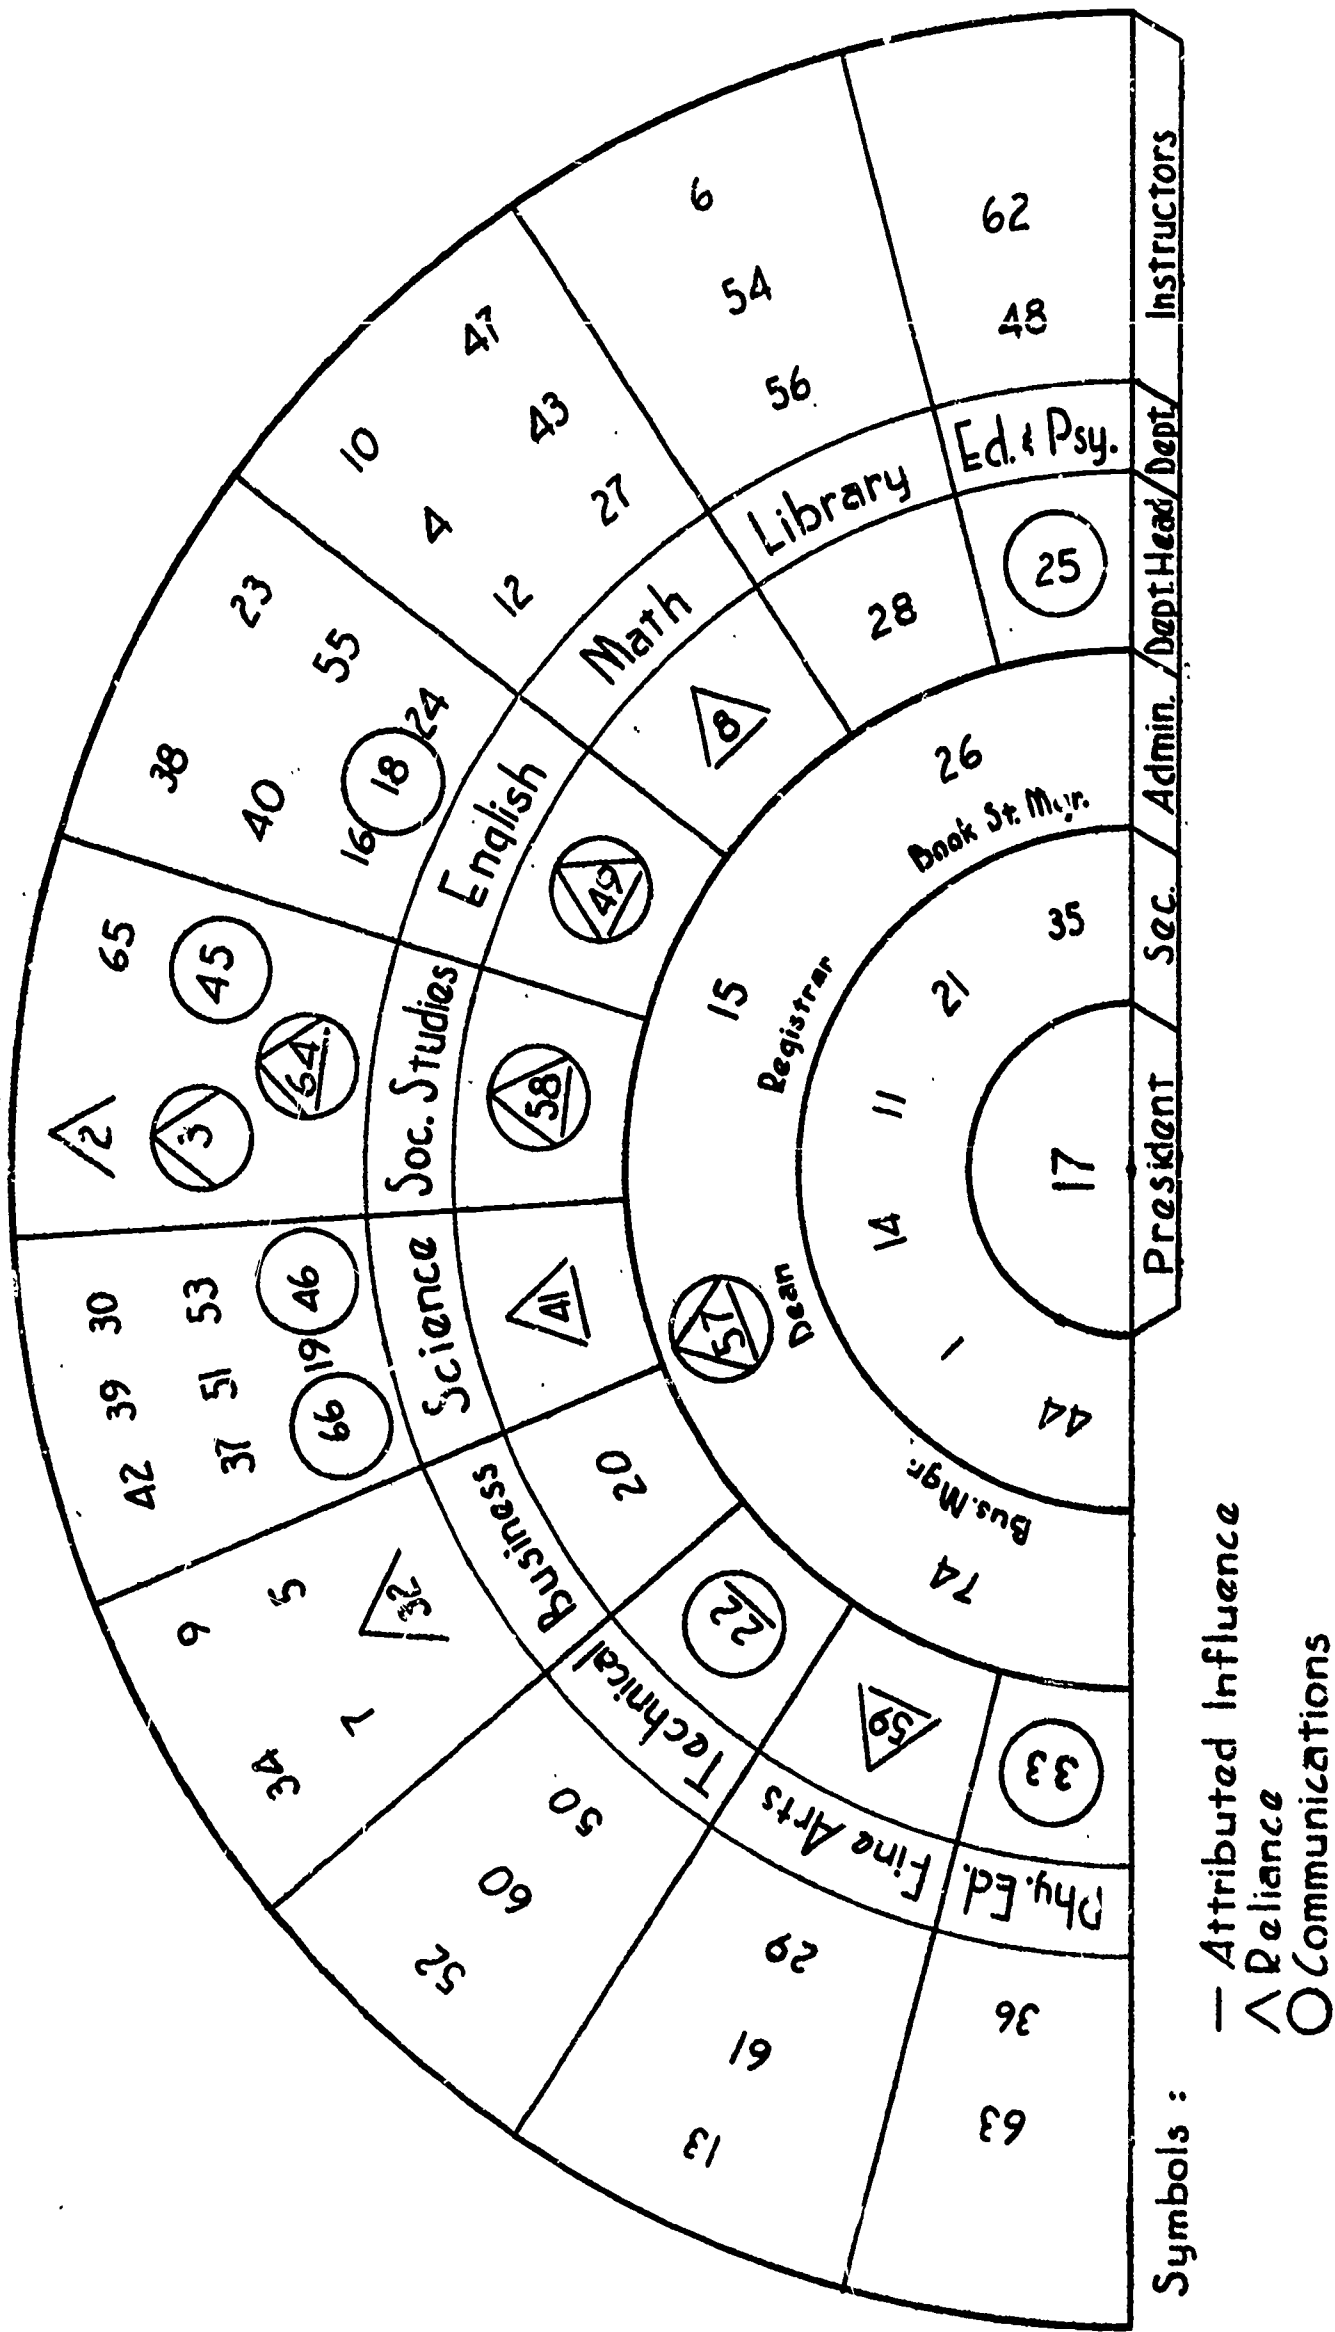 63 36
13 61 29
52 60 50
34 7
9 5 32
42 39 30
37 51 53
66 19 46
2 65
3 45
64
38 23
40 55
16 18 24
10 47
4 43
12 27
6
54
56
62
48
Phy. Ed.
Fine Arts
Technical
Business
Science
Soc. Studies
English
Math
Library
Ed. & Psy.
33
59
22
20
41
58
49
8
28
25
74
Bus. Mgr.
57
Dean
15
Registrar
26
Book St. Mgr.
44 1 14 11 21 35
17
President Sec. Admin. Dept. Head Dept. Instructors
Symbols :
— Attributed Influence
△ Reliance
○ Communications